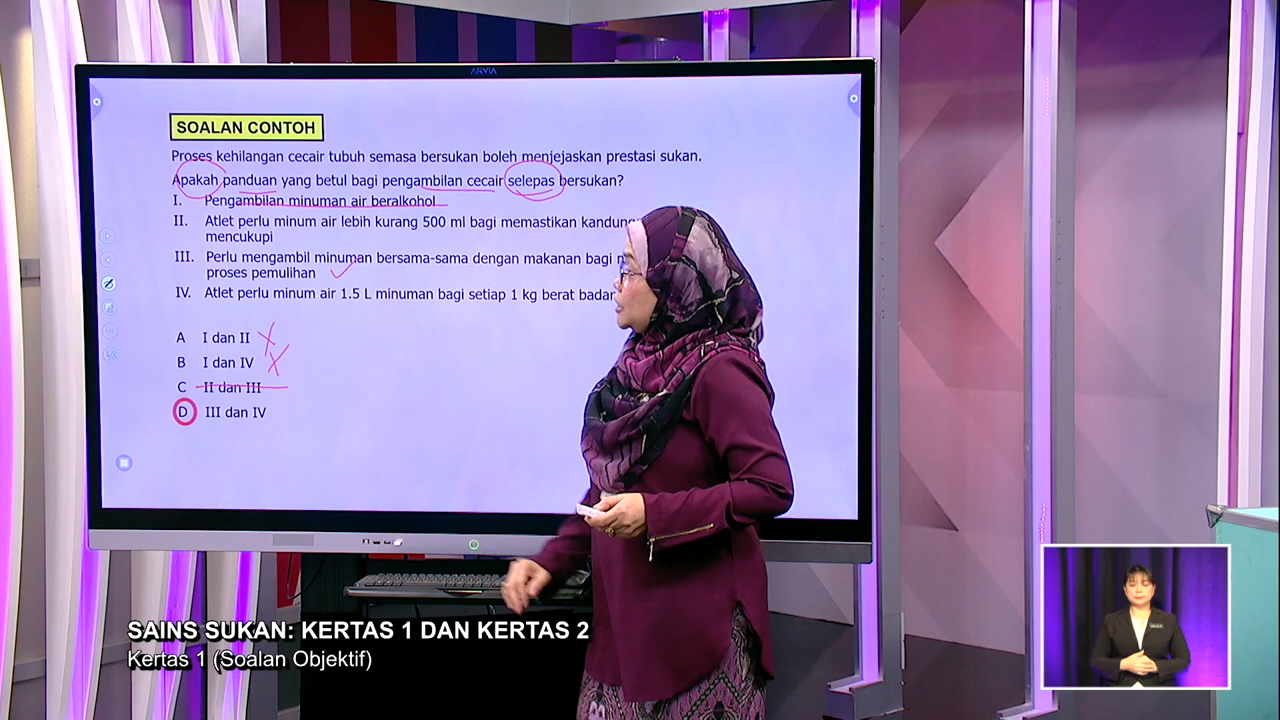 ARVIA
SOALAN CONTOH
Proses kehilangan cecair tubuh semasa bersukan boleh menjejaskan prestasi sukan.
Apakah panduan yang betul bagi pengambilan cecair selepas bersukan?
I. Pengambilan minuman air beralkohol
II. Atlet perlu minum air lebih kurang 500 ml bagi memastikan
mencukupi
III. Perlu mengambil minuman bersama-sama dengan makanan bagi
proses pemulihan
IV. Atlet perlu minum air 1.5 L minuman bagi setiap 1 kg berat
A I dan II
B I dan IV
C II dan III
D III dan IV
SAINS SUKAN: KERTAS 1 DAN KERTAS 2
Kertas 1 (Soalan Objektif)